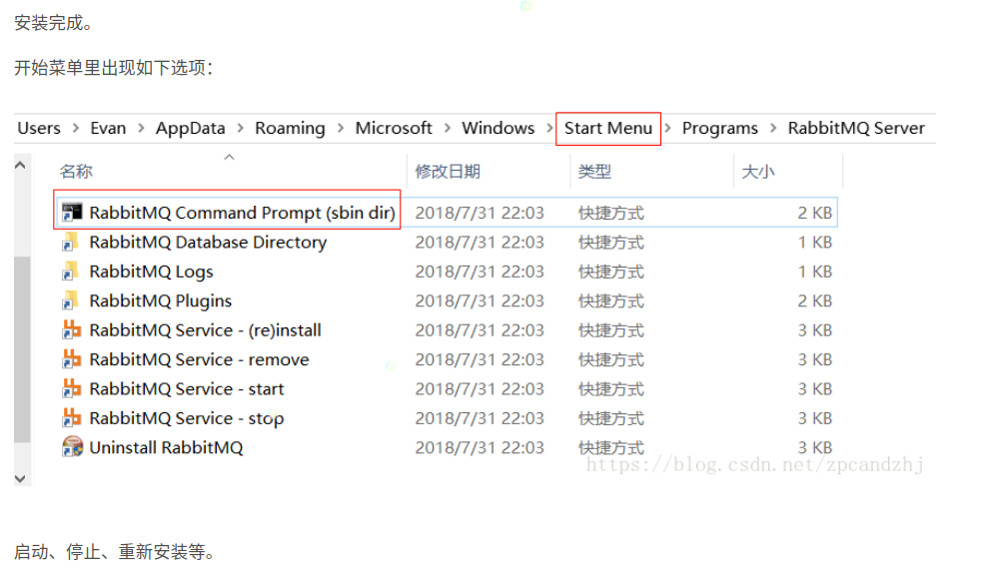 安装完成。
开始菜单里出现如下选项：
Users > Evan > AppData > Roaming > Microsoft > Windows > Start Menu > Programs > RabbitMQ Server
名称 修改日期 类型 大小
RabbitMQ Command Prompt (sbin dir) 2018/7/31 22:03 快捷方式 2 KB
RabbitMQ Database Directory 2018/7/31 22:03 快捷方式 1 KB
RabbitMQ Logs 2018/7/31 22:03 快捷方式 1 KB
RabbitMQ Plugins 2018/7/31 22:03 快捷方式 2 KB
RabbitMQ Service - (re)install 2018/7/31 22:03 快捷方式 3 KB
RabbitMQ Service - remove 2018/7/31 22:03 快捷方式 3 KB
RabbitMQ Service - start 2018/7/31 22:03 快捷方式 3 KB
RabbitMQ Service - stop 2018/7/31 22:03 快捷方式 3 KB
Uninstall RabbitMQ 2018/7/31 22:03 快捷方式 3 KB
https://blog.csdn.net/zpcandzhj
启动、停止、重新安装等。